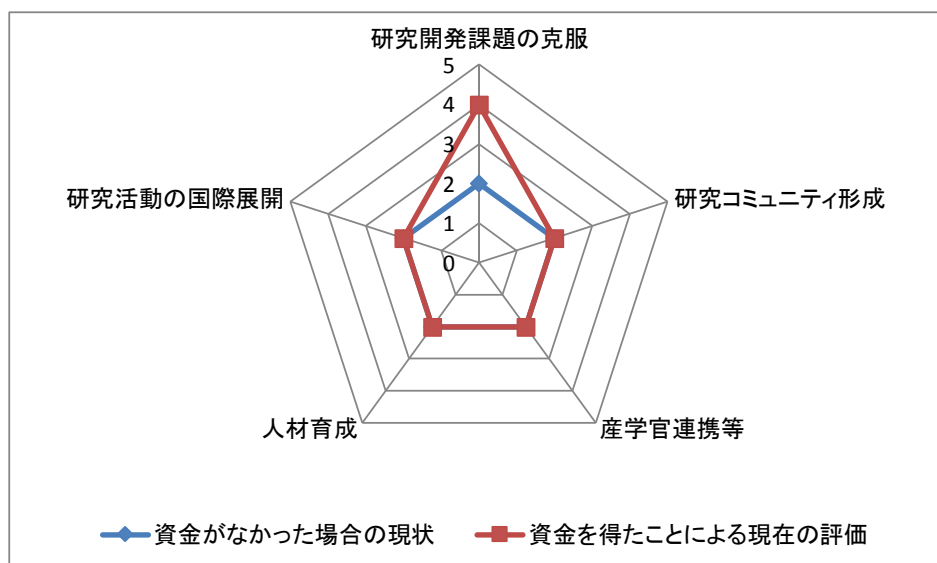 研究開発課題の克服
5
4
3
2
1
0
研究コミュニティ形成
産学官連携等
人材育成
研究活動の国際展開
資金がなかった場合の現状
資金を得たことによる現在の評価